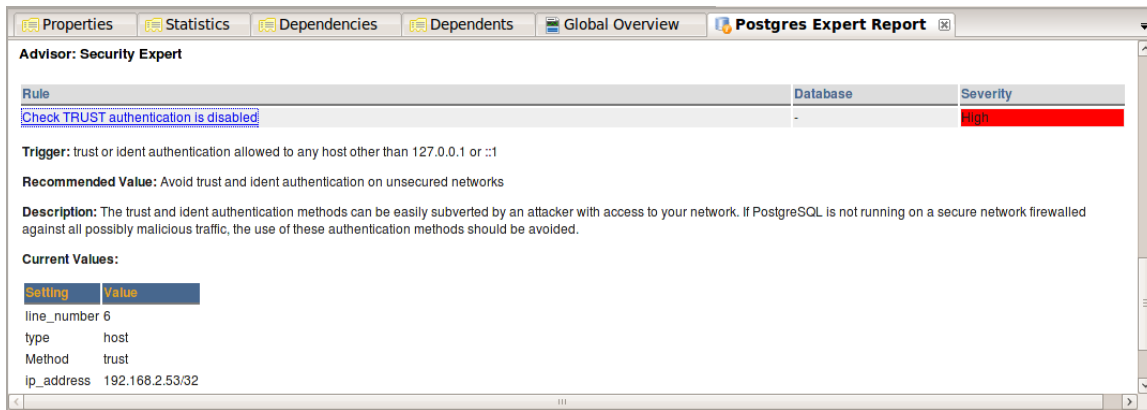 Properties Statistics Dependencies Dependents Global Overview Postgres Expert Report
Advisor: Security Expert
Rule Database Severity
Check TRUST authentication is disabled - High
Trigger: trust or ident authentication allowed to any host other than 127.0.0.1 or ::1
Recommended Value: Avoid trust and ident authentication on unsecured networks
Description: The trust and ident authentication methods can be easily subverted by an attacker with access to your network. If PostgreSQL is not running on a secure network firewalled
against all possibly malicious traffic, the use of these authentication methods should be avoided.
Current Values:
Setting Value
line_number 6
type host
Method trust
ip_address 192.168.2.53/32